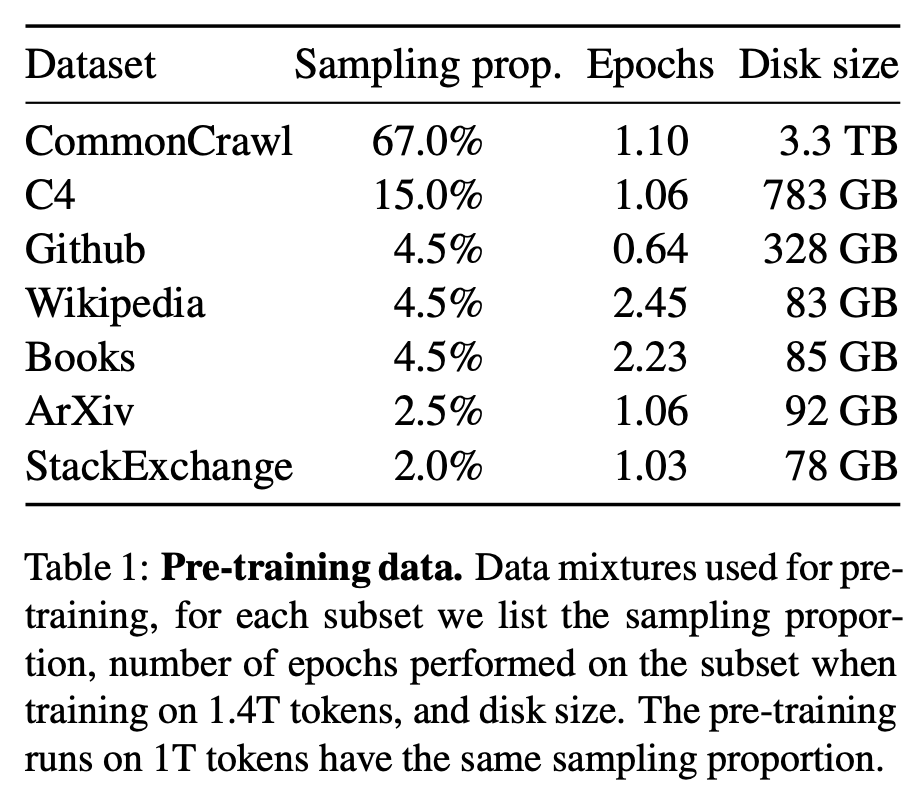 Dataset Sampling prop. Epochs Disk size
CommonCrawl 67.0% 1.10 3.3 TB
C4 15.0% 1.06 783 GB
Github 4.5% 0.64 328 GB
Wikipedia 4.5% 2.45 83 GB
Books 4.5% 2.23 85 GB
ArXiv 2.5% 1.06 92 GB
StackExchange 2.0% 1.03 78 GB
Table 1: Pre-training data. Data mixtures used for pre-
training, for each subset we list the sampling propor-
tion, number of epochs performed on the subset when
training on 1.4T tokens, and disk size. The pre-training
runs on 1T tokens have the same sampling proportion.